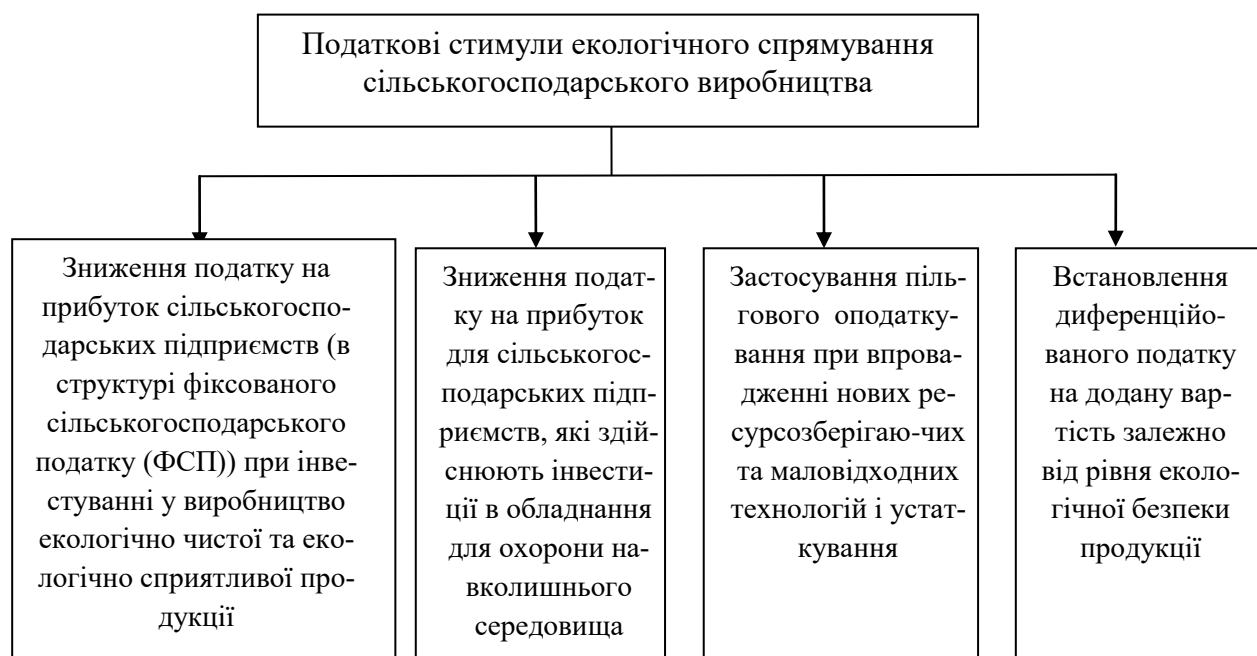 Податкові стимули екологічного спрямування
сільськогосподарського виробництва
Зниження податку на
прибуток сільськогоспо-
дарських підприємств (в
структурі фіксованого
сільськогосподарського
податку (ФСП)) при інве-
стуванні у виробництво
екологічно чистої та еко-
логічно сприятливої про-
дукції
Зниження подат-
ку на прибуток
для сільськогос-
подарських підп-
риємств, які здій-
снюють інвести-
ції в обладнання
для охорони на-
вколишнього
середовища
Застосування піль-
гового оподатку-
вання при впрова-
дженні нових ре-
сурсозберігаю-чих
та маловідходних
технологій і устат-
кування
Встановлення
диференційо-
ваного податку
на додану вар-
тість залежно
від рівня еколо-
гічної безпеки
продукції